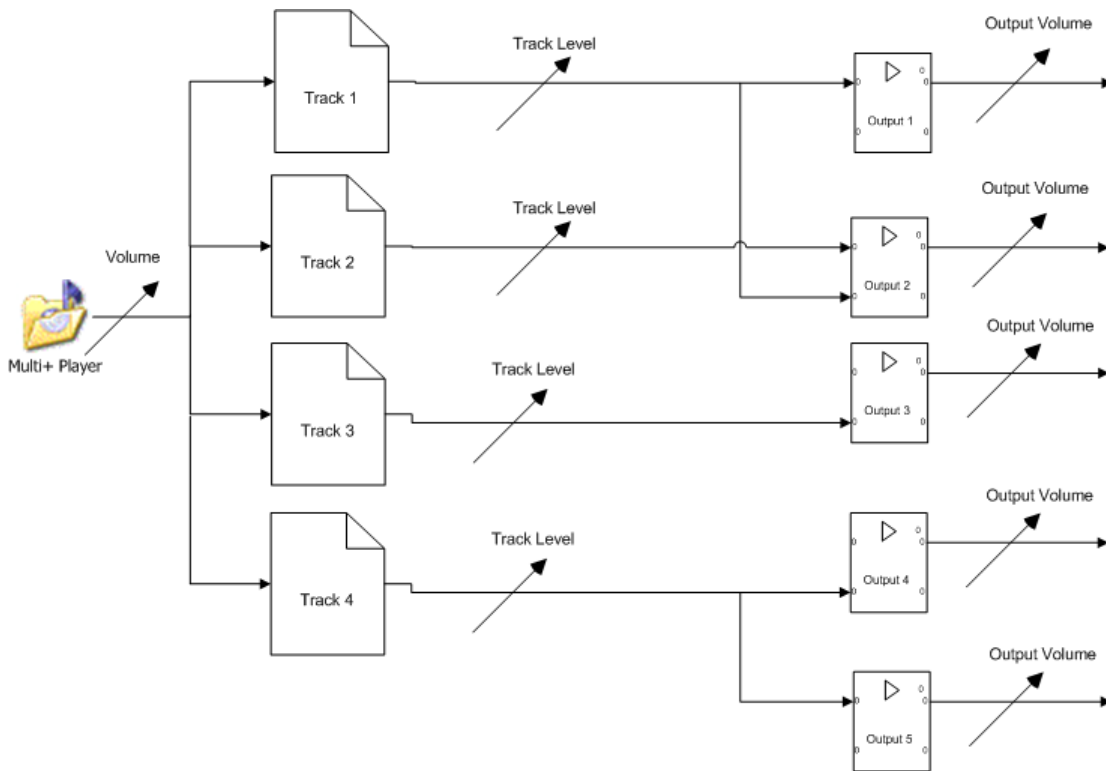 Output Volume
Track Level
Track 1
Output 1
Output Volume
Track Level
Track 2
Output 2
Volume
Multi+ Player
Output Volume
Track Level
Track 3
Output 3
Output Volume
Track Level
Track 4
Output 4
Output Volume
Output 5